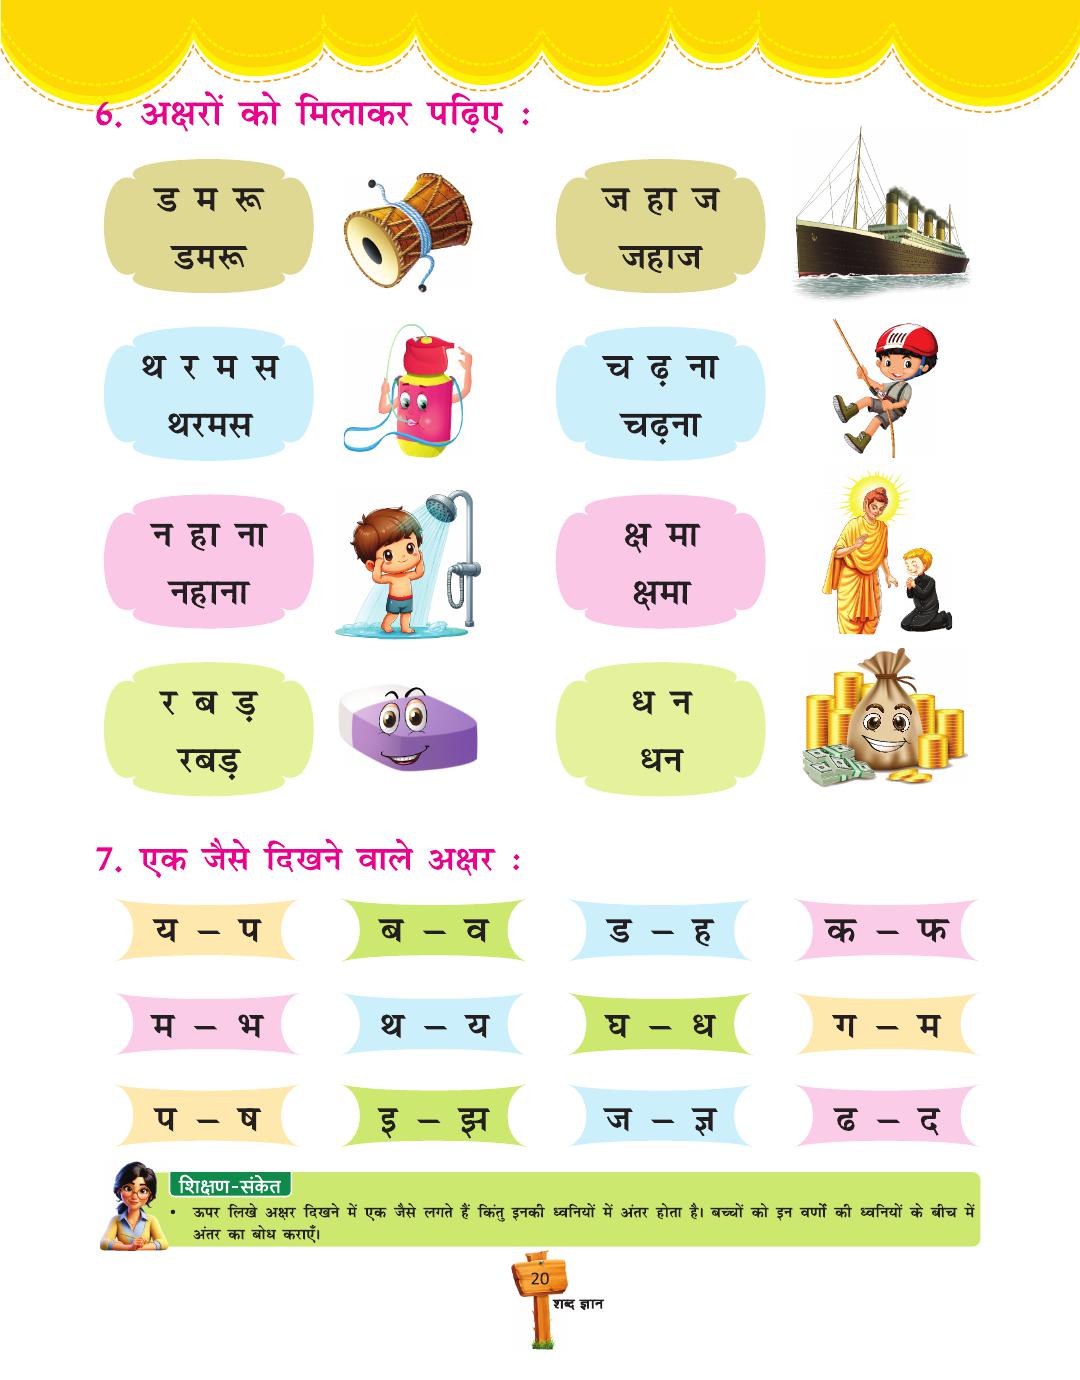 6. अक्षरों को मिलाकर पढ़िए :
ड म रू
डमरू
ज हा ज
जहाज
थ र म स
थरमस
च ढ़ ना
चढ़ना
न हा ना
नहाना
क्ष मा
क्षमा
र ब ड़
रबड़
ध न
धन
7. एक जैसे दिखने वाले अक्षर :
य – प
ब – व
ड – ह
क – फ
म – भ
थ – य
घ – ध
ग – म
प – ष
इ – झ
ज – ज्ञ
ढ – द
शिक्षण-संकेत
• ऊपर लिखे अक्षर दिखने में एक जैसे लगते हैं किंतु इनकी ध्वनियों में अंतर होता है। बच्चों को इन वर्णों की ध्वनियों के बीच में
अंतर का बोध कराएँ।
20
शब्द ज्ञान